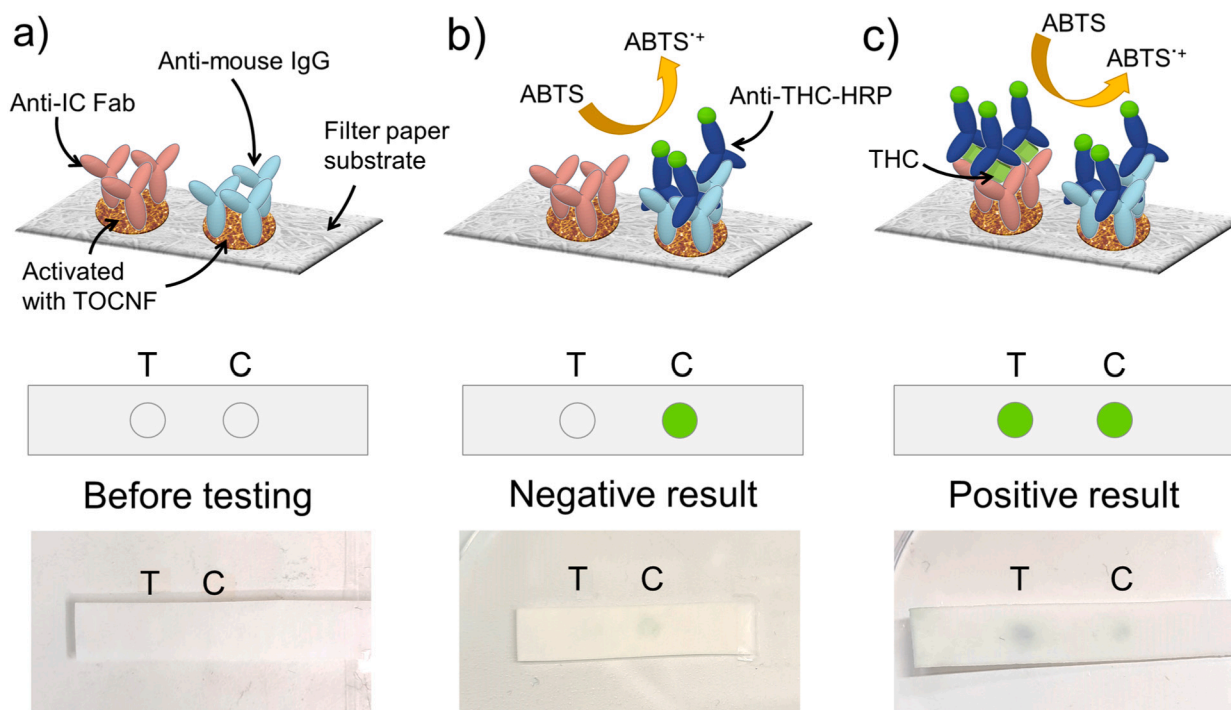 a)
Anti-mouse IgG
Anti-IC Fab
Filter paper
substrate
Activated
with TOCNF
T C
Before testing
T C
b)
ABTS·+
ABTS
Anti-THC-HRP
T C
Negative result
T C
c)
ABTS
ABTS·+
THC
T C
Positive result
T C